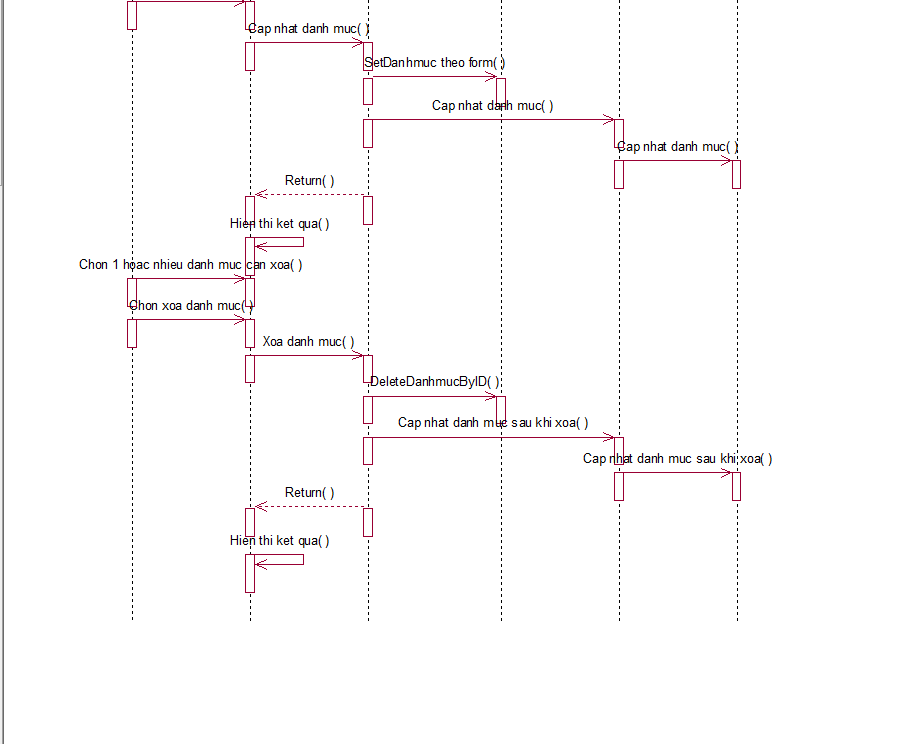 Cap nhat danh muc( )
SetDanhmuc theo form( )
Cap nhat danh muc( )
Cap nhat danh muc( )
Return( )
Hien thi ket qua( )
Chon 1 hoac nhieu danh muc can xoa( )
Chon xoa danh muc( )
Xoa danh muc( )
DeleteDanhmucByID( )
Cap nhat danh muc sau khi xoa( )
Cap nhat danh muc sau khi xoa( )
Return( )
Hien thi ket qua( )